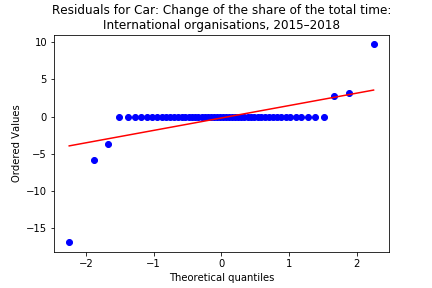 Residuals for Car: Change of the share of the total time:
International organisations, 2015–2018
10
5
0
−5
−10
−15
Ordered Values
−2
−1
0
1
2
Theoretical quantiles